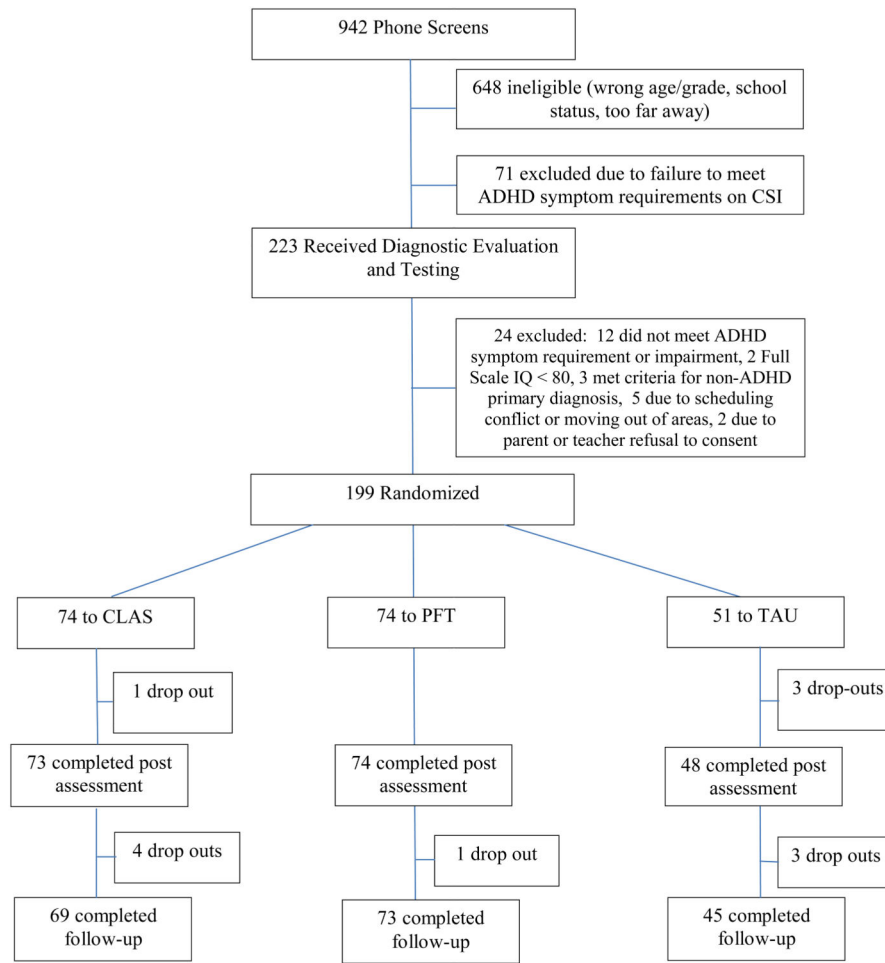 942 Phone Screens
648 ineligible (wrong age/grade, school
status, too far away)
71 excluded due to failure to meet
ADHD symptom requirements on CSI
223 Received Diagnostic Evaluation
and Testing
24 excluded: 12 did not meet ADHD
symptom requirement or impairment, 2 Full
Scale IQ < 80, 3 met criteria for non-ADHD
primary diagnosis, 5 due to scheduling
conflict or moving out of areas, 2 due to
parent or teacher refusal to consent
199 Randomized
74 to CLAS
74 to PFT
51 to TAU
1 drop out
3 drop-outs
73 completed post
assessment
74 completed post
assessment
48 completed post
assessment
4 drop outs
1 drop out
3 drop outs
69 completed
follow-up
73 completed
follow-up
45 completed
follow-up